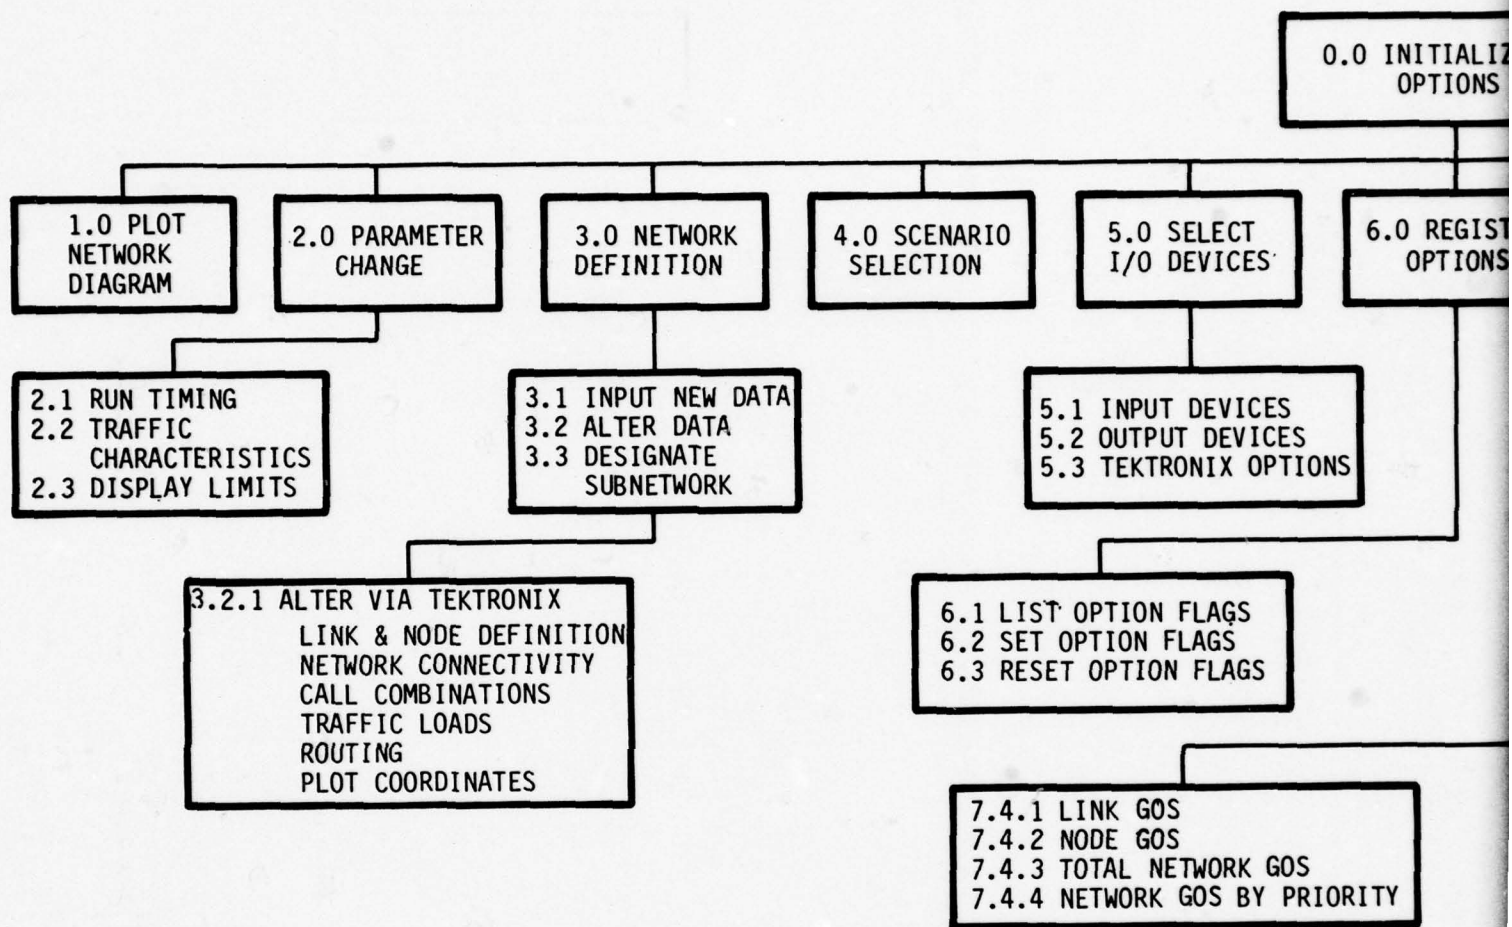 0.0 INITIALIZ
OPTIONS
1.0 PLOT
NETWORK
DIAGRAM
2.0 PARAMETER
CHANGE
3.0 NETWORK
DEFINITION
4.0 SCENARIO
SELECTION
5.0 SELECT
I/O DEVICES
6.0 REGIST
OPTIONS
2.1 RUN TIMING
2.2 TRAFFIC
CHARACTERISTICS
2.3 DISPLAY LIMITS
3.1 INPUT NEW DATA
3.2 ALTER DATA
3.3 DESIGNATE
SUBNETWORK
5.1 INPUT DEVICES
5.2 OUTPUT DEVICES
5.3 TEKTRONIX OPTIONS
3.2.1 ALTER VIA TEKTRONIX
LINK & NODE DEFINITION
NETWORK CONNECTIVITY
CALL COMBINATIONS
TRAFFIC LOADS
ROUTING
PLOT COORDINATES
6.1 LIST OPTION FLAGS
6.2 SET OPTION FLAGS
6.3 RESET OPTION FLAGS
7.4.1 LINK GOS
7.4.2 NODE GOS
7.4.3 TOTAL NETWORK GOS
7.4.4 NETWORK GOS BY PRIORITY